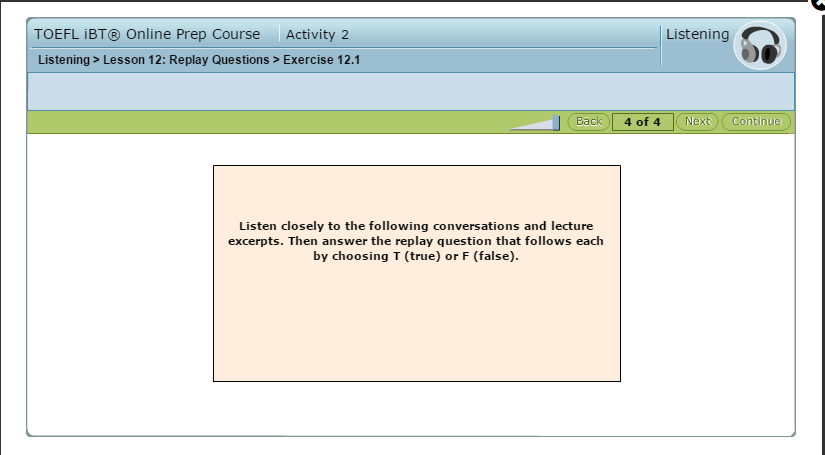 TOEFL iBT® Online Prep Course Activity 2 Listening
Listening > Lesson 12: Replay Questions > Exercise 12.1
Back 4 of 4 Next Continue
Listen closely to the following conversations and lecture
excerpts. Then answer the replay question that follows each
by choosing T (true) or F (false).